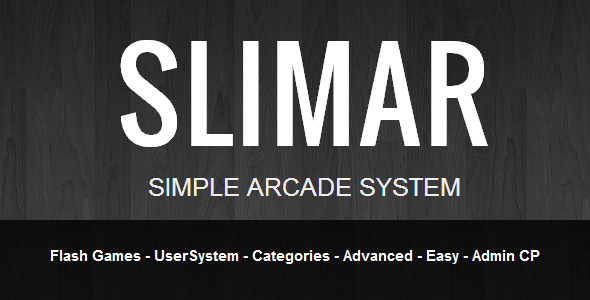 SLIMAR
SIMPLE ARCADE SYSTEM
Flash Games - UserSystem - Categories - Advanced - Easy - Admin CP